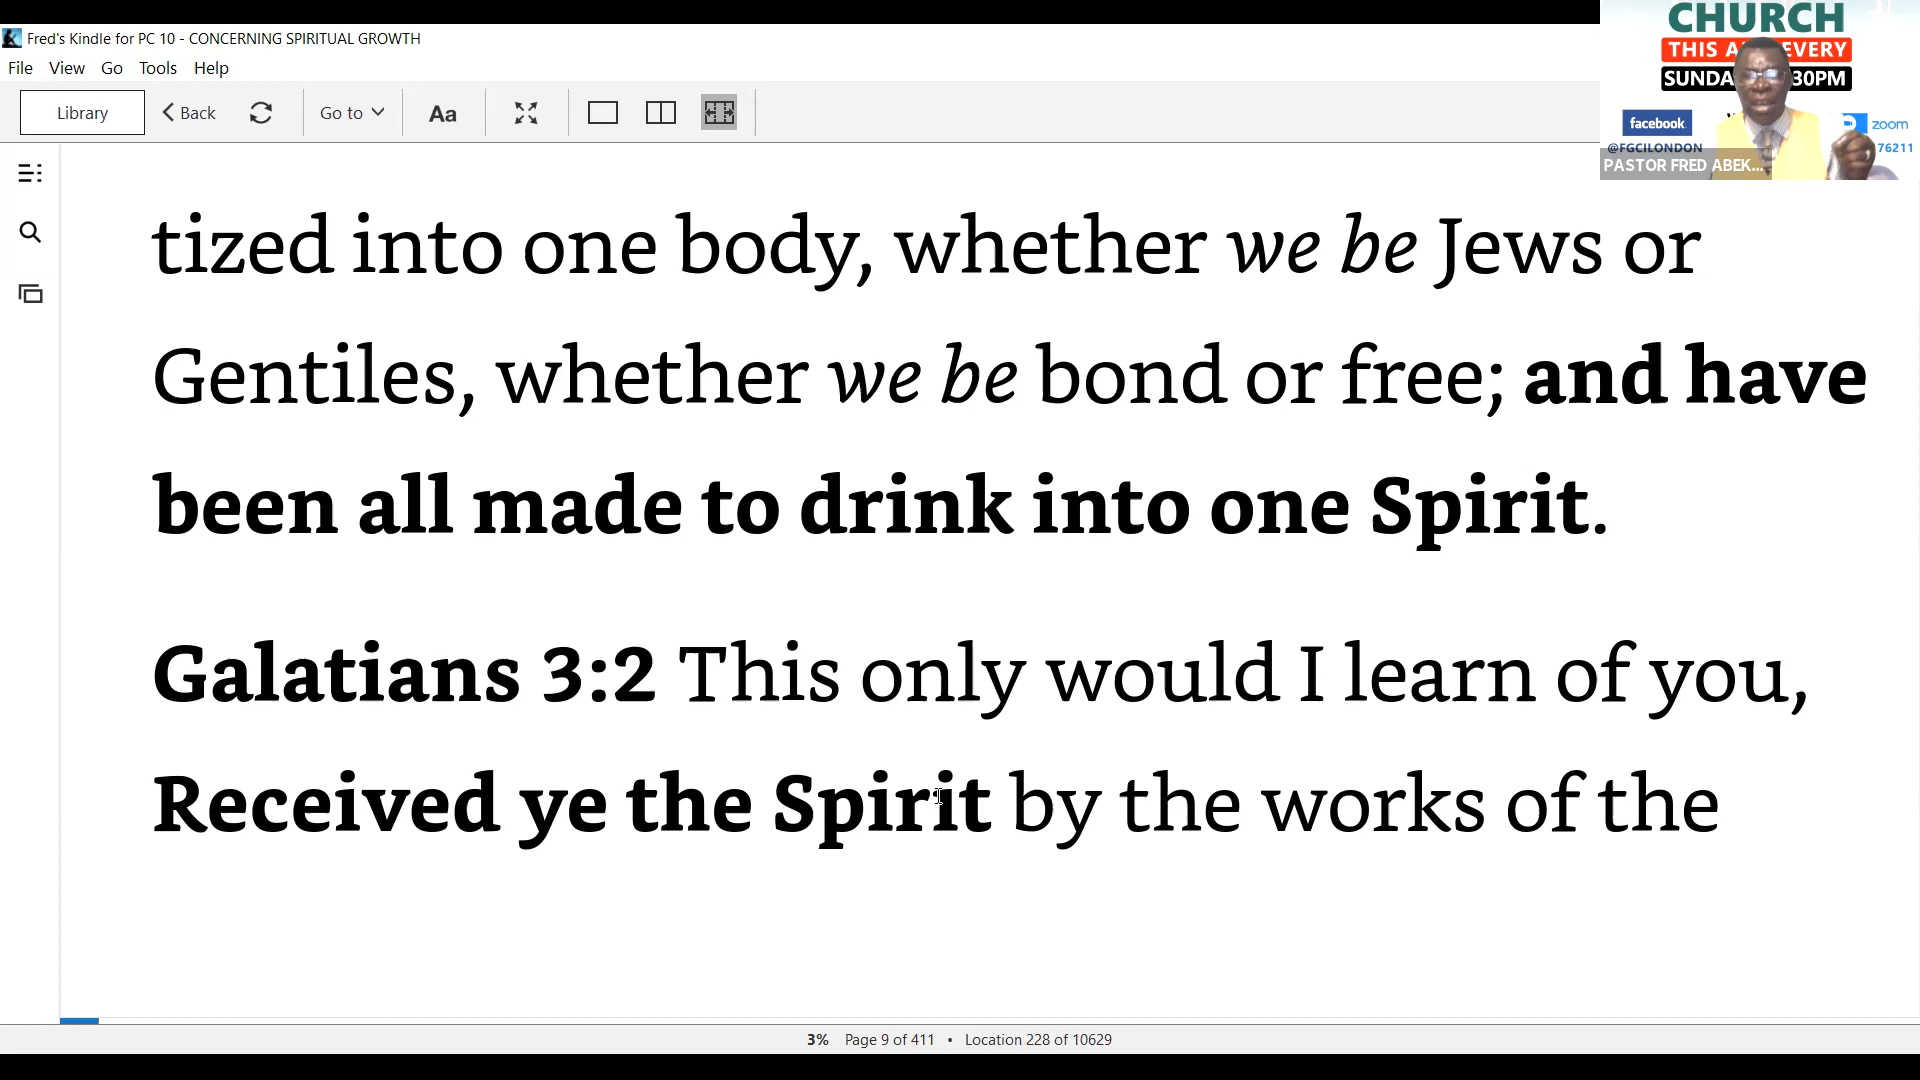 CHURCH
Fred's Kindle for PC 10 - CONCERNING SPIRITUAL GROWTH
THIS EVERY
File View Go Tools Help
SUNDA 30PM
Library Back Go to Aa
facebook
zoom
@FGCILONDON
76211
PASTOR FRED ABEK...
tized into one body, whether we be Jews or
Gentiles, whether we be bond or free; and have
been all made to drink into one Spirit.
Galatians 3:2 This only would I learn of you,
Received ye the Spirit by the works of the
3% Page 9 of 411 • Location 228 of 10629